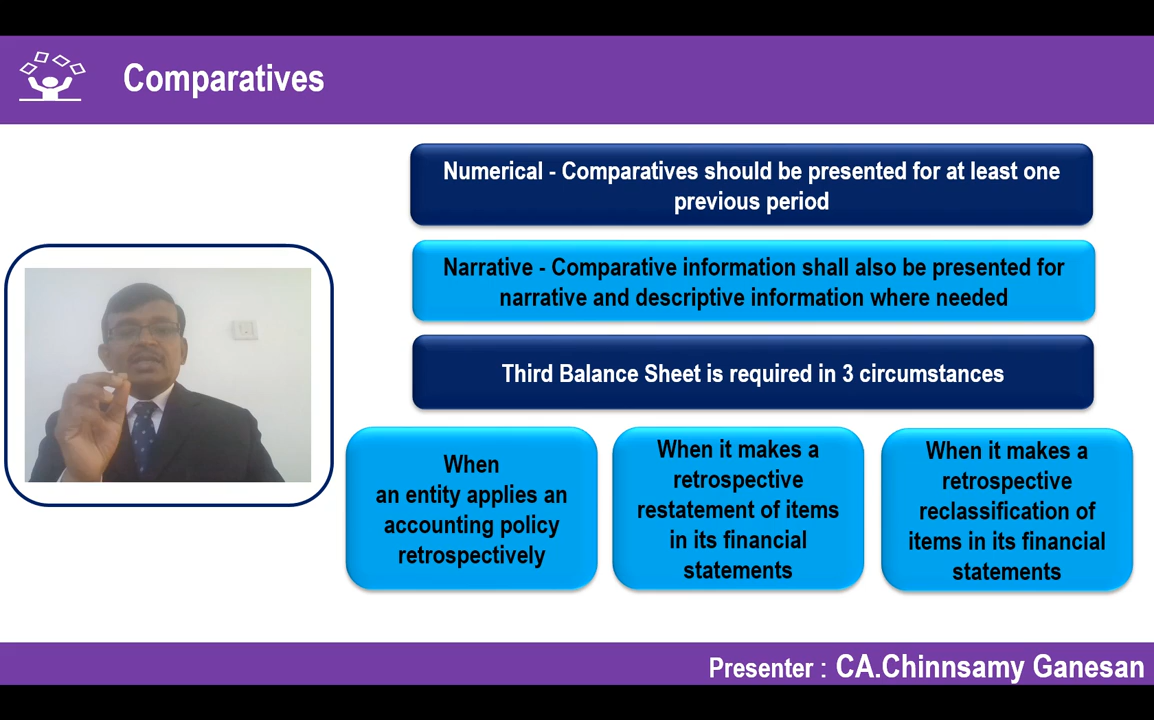 Comparatives
Numerical - Comparatives should be presented for at least one
previous period
Narrative - Comparative information shall also be presented for
narrative and descriptive information where needed
Third Balance Sheet is required in 3 circumstances
When
an entity applies an
accounting policy
retrospectively
When it makes a
retrospective
restatement of items
in its financial
statements
When it makes a
retrospective
reclassification of
items in its financial
statements
Presenter : CA.Chinnsamy Ganesan